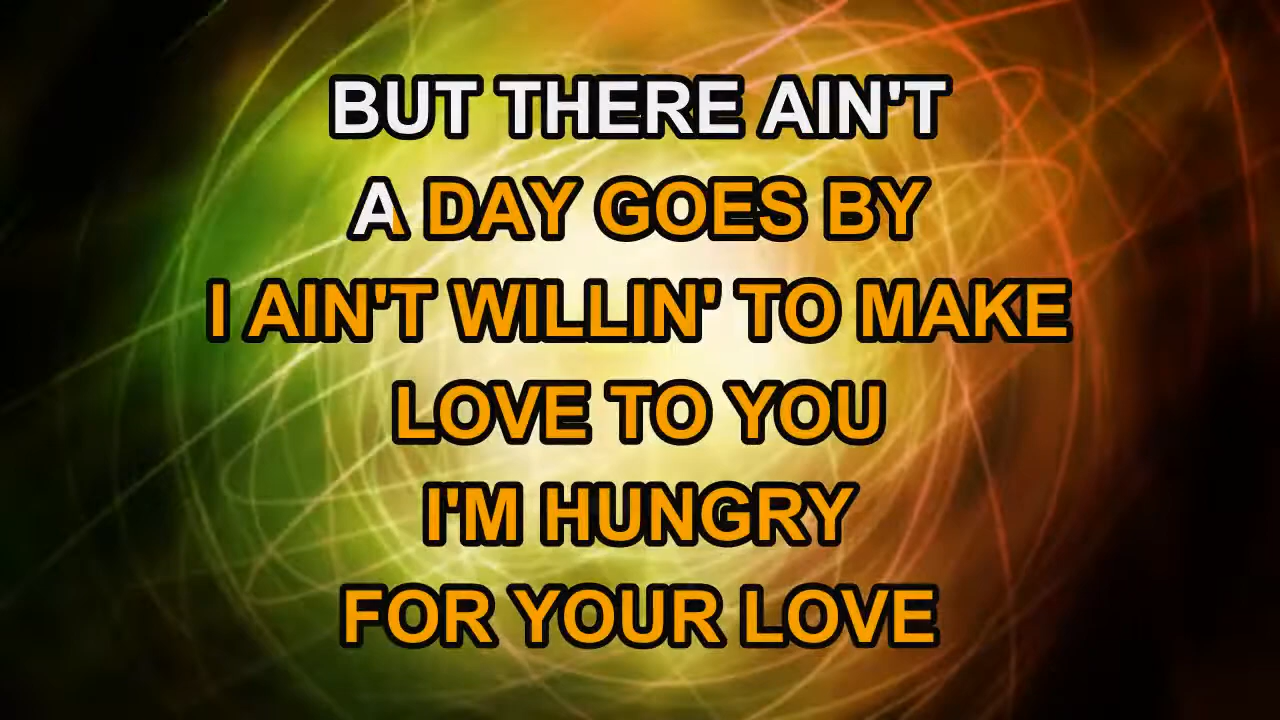 BUT THERE AIN'T
A DAY GOES BY
I AIN'T WILLIN' TO MAKE
LOVE TO YOU
I'M HUNGRY
FOR YOUR LOVE